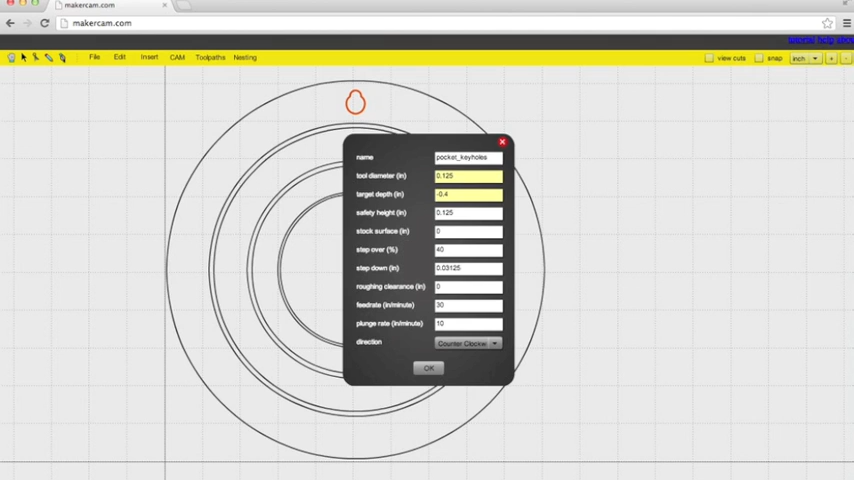 makercam.com
makercam.com
tutorial help
File Edit Insert CAM Toolpaths Nesting view cuts snap inch + -
name pocket_keyholes
tool diameter (in) 0.125
target depth (in) -0.4
safety height (in) 0.125
stock surface (in) 0
step over (%) 40
step down (in) 0.03125
roughing clearance (in) 0
feedrate (in/minute) 30
plunge rate (in/minute) 10
direction Counter Clockw
OK